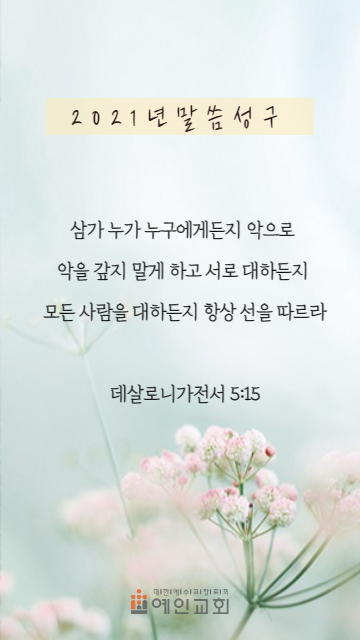 2021년말씀성구
삼가 누가 누구에게든지 악으로
악을 갚지 말게 하고 서로 대하든지
모든 사람을 대하든지 항상 선을 따르라
데살로니가전서 5:15
예인교회